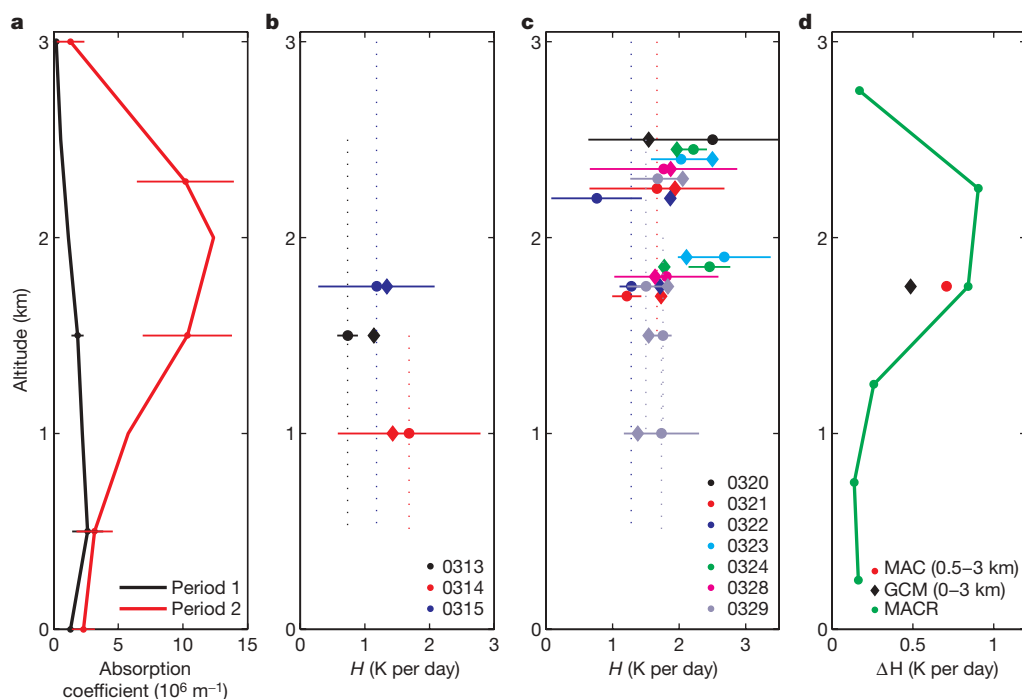 a
b
c
d
3
2
1
0
Altitude (km)
0 5 10 15
Absorption
coefficient (10⁶ m⁻¹)
Period 1
Period 2
3
2
1
0
0 1 2 3
H (K per day)
0313
0314
0315
3
2
1
0
0 1 2 3
H (K per day)
0320
0321
0322
0323
0324
0328
0329
3
2
1
0
0 0.5 1
ΔH (K per day)
MAC (0.5–3 km)
GCM (0–3 km)
MACR